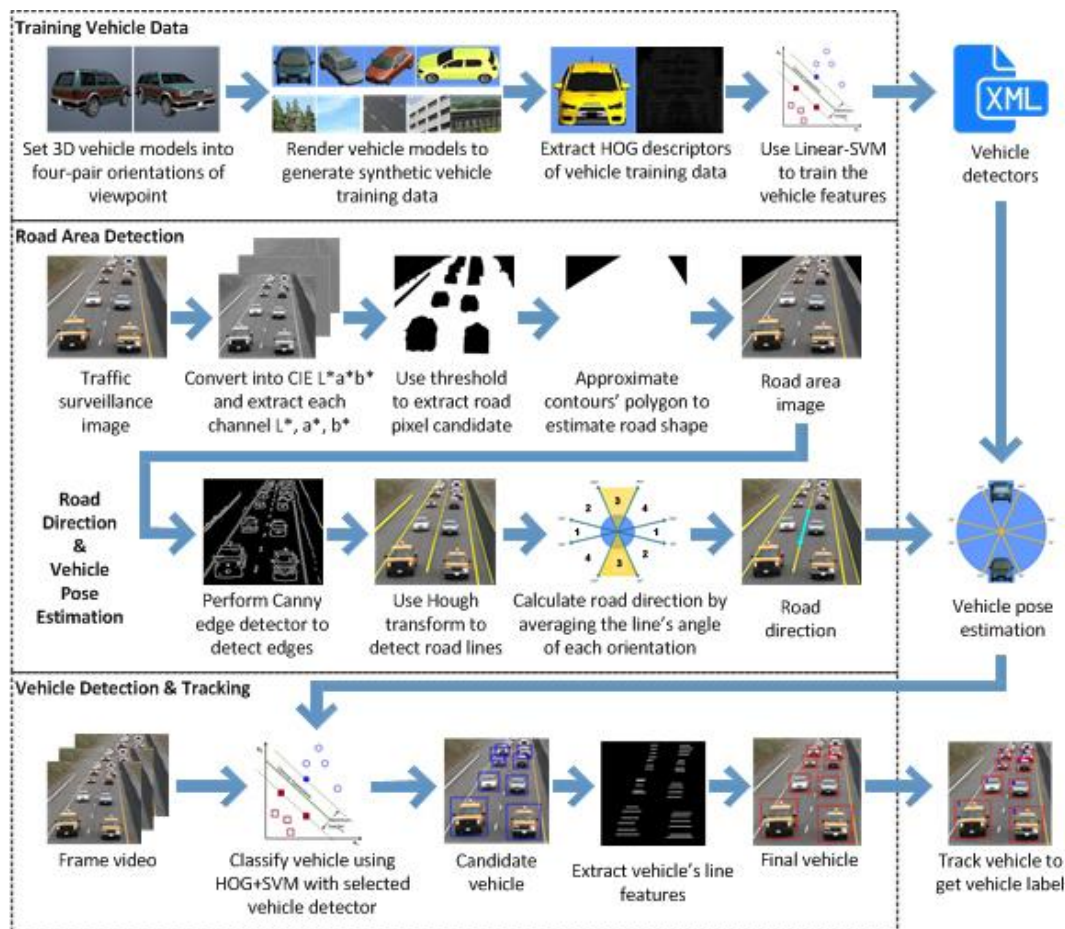 Training Vehicle Data
Set 3D vehicle models into
four-pair orientations of
viewpoint
Render vehicle models to
generate synthetic vehicle
training data
Extract HOG descriptors
of vehicle training data
Use Linear-SVM
to train the
vehicle features
XML
Vehicle
detectors
Road Area Detection
Traffic
surveillance
image
Convert into CIE L*a*b*
and extract each
channel L*, a*, b*
Use threshold
to extract road
pixel candidate
Approximate
contours' polygon to
estimate road shape
Road area
image
Road
Direction
&
Vehicle
Pose
Estimation
Perform Canny
edge detector to
detect edges
Use Hough
transform to
detect road lines
3
2
4
1
1
4
2
3
Calculate road direction by
averaging the line's angle
of each orientation
Road
direction
Vehicle pose
estimation
Vehicle Detection & Tracking
Frame video
Classify vehicle using
HOG+SVM with selected
vehicle detector
Candidate
vehicle
Extract vehicle's line
features
Final vehicle
Track vehicle to
get vehicle label